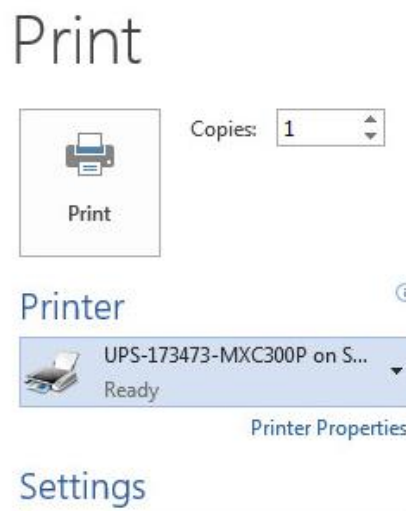 Print
Copies: 1
Print
Printer
UPS-173473-MXC300P on S...
Ready
Printer Properties
Settings